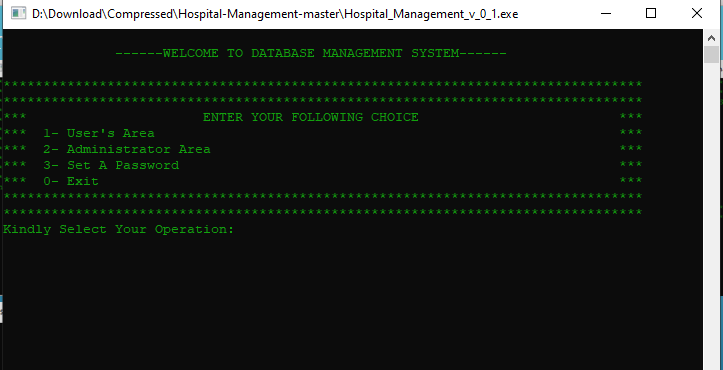 D:\Download\Compressed\Hospital-Management-master\Hospital_Management_v_0_1.exe
------WELCOME TO DATABASE MANAGEMENT SYSTEM------
********************************************************************************
********************************************************************************
*** ENTER YOUR FOLLOWING CHOICE ***
*** 1- User's Area ***
*** 2- Administrator Area ***
*** 3- Set A Password ***
*** 0- Exit ***
********************************************************************************
********************************************************************************
Kindly Select Your Operation: